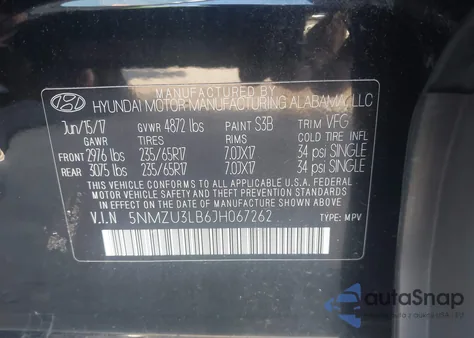 MANUFACTURED BY
HYUNDAI MOTOR MANUFACTURING ALABAMA, LLC
Jun/15/17 GVWR 4872 lbs PAINT S3B TRIM VFG
GAWR TIRES RIMS COLD TIRE INFL
FRONT 2976 lbs 235/65R17 7.0JX17 34 psi SINGLE
REAR 3075 lbs 235/65R17 7.0JX17 34 psi SINGLE
THIS VEHICLE CONFORMS TO ALL APPLICABLE U.S.A. FEDERAL
MOTOR VEHICLE SAFETY AND THEFT PREVENTION STANDARDS
IN EFFECT ON THE DATE OF MANUFACTURE SHOWN ABOVE.
V.I.N 5NMZU3LB6JH067262 TYPE: MPV
autaSnap